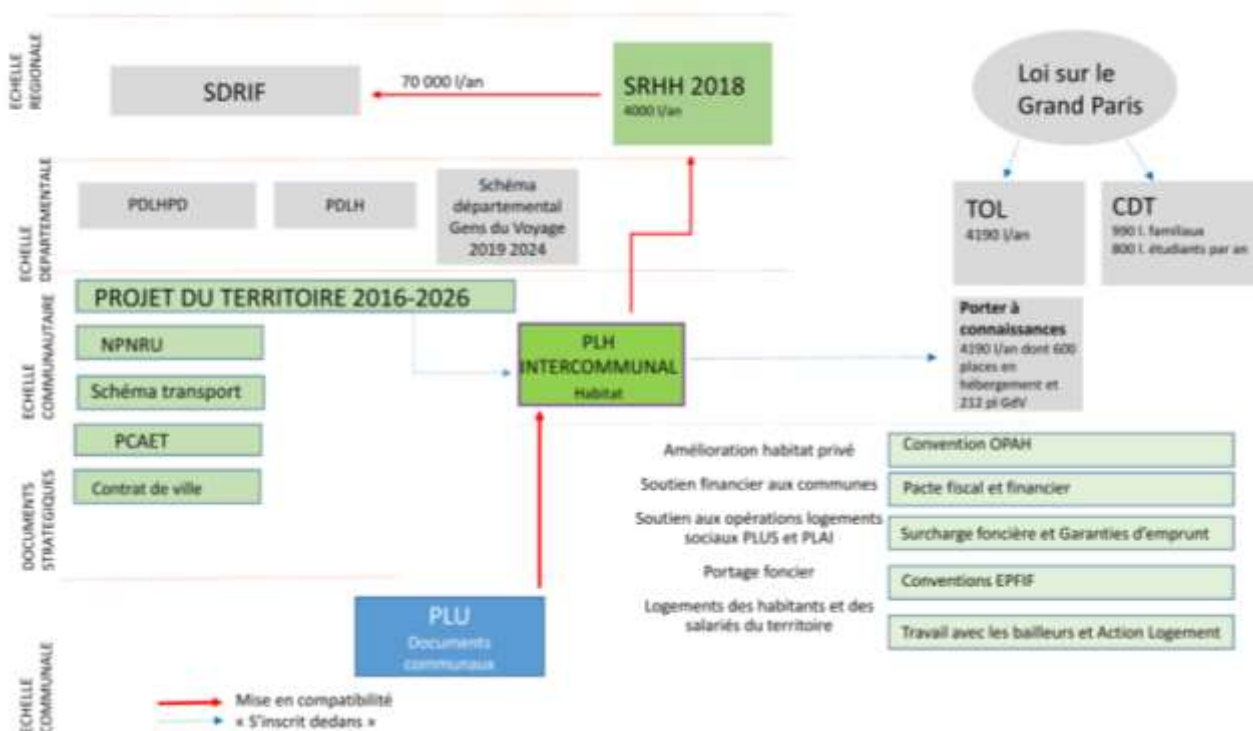 ECHELLE
REGIONALE
SDRIF
70 000 l/an
SRHH 2018
4000 l/an
Loi sur le
Grand Paris
ECHELLE
DEPARTEMENTALE
PDLHPD
PDLH
Schéma
départemental
Gens du Voyage
2019 2024
TOL
4190 l/an
CDT
990 l. familiaux
800 l. étudiants par an
ECHELLE
COMMUNAUTAIRE
PROJET DU TERRITOIRE 2016-2026
NPNRU
Schéma transport
PCAET
Contrat de ville
PLH
INTERCOMMUNAL
Habitat
Porter à
connaissances
4190 l/an dont 600
places en
hébergement et
212 pl GdV
DOCUMENTS
STRATEGIQUES
Amélioration habitat privé
Convention OPAH
Soutien financier aux communes
Pacte fiscal et financier
Soutien aux opérations logements
sociaux PLUS et PLAI
Surcharge foncière et Garanties d'emprunt
Portage foncier
Conventions EPFIF
Logements des habitants et des
salariés du territoire
Travail avec les bailleurs et Action Logement
ECHELLE
COMMUNALE
PLU
Documents
communaux
Mise en compatibilité
« S'inscrit dedans »